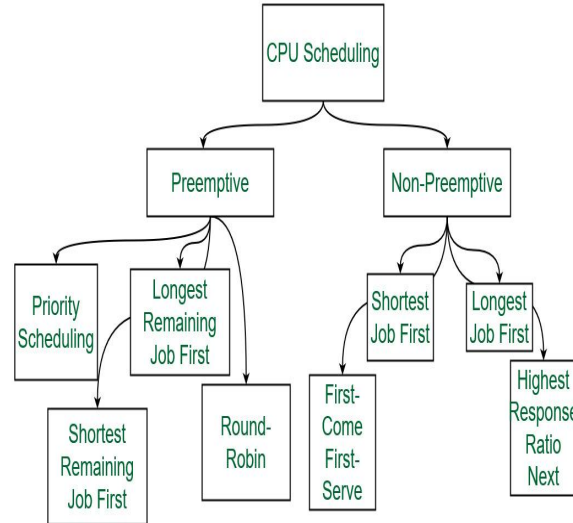 CPU Scheduling
Preemptive
Non-Preemptive
Priority
Scheduling
Longest
Remaining
Job First
Shortest
Job First
Longest
Job First
Shortest
Remaining
Job First
Round-
Robin
First-
Come
First-
Serve
Highest
Response
Ratio
Next